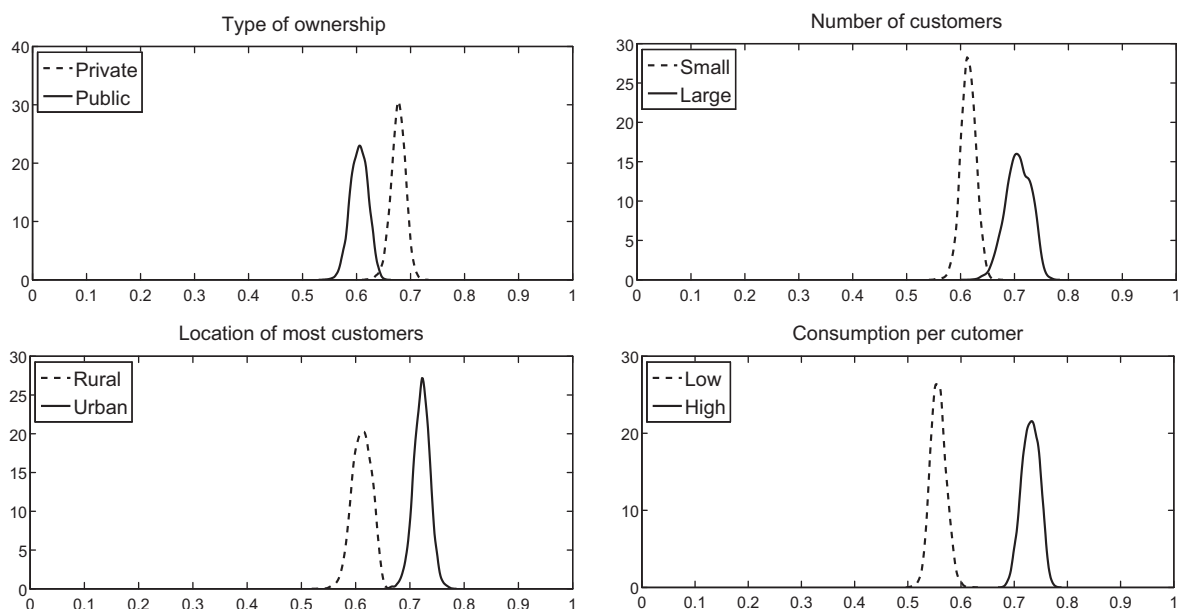 Type of ownership
40
30
20
10
0
Private
Public
0 0.1 0.2 0.3 0.4 0.5 0.6 0.7 0.8 0.9 1
Number of customers
30
25
20
15
10
5
0
Small
Large
0 0.1 0.2 0.3 0.4 0.5 0.6 0.7 0.8 0.9 1
Location of most customers
30
25
20
15
10
5
0
Rural
Urban
0 0.1 0.2 0.3 0.4 0.5 0.6 0.7 0.8 0.9 1
Consumption per cutomer
30
20
10
0
Low
High
0 0.1 0.2 0.3 0.4 0.5 0.6 0.7 0.8 0.9 1